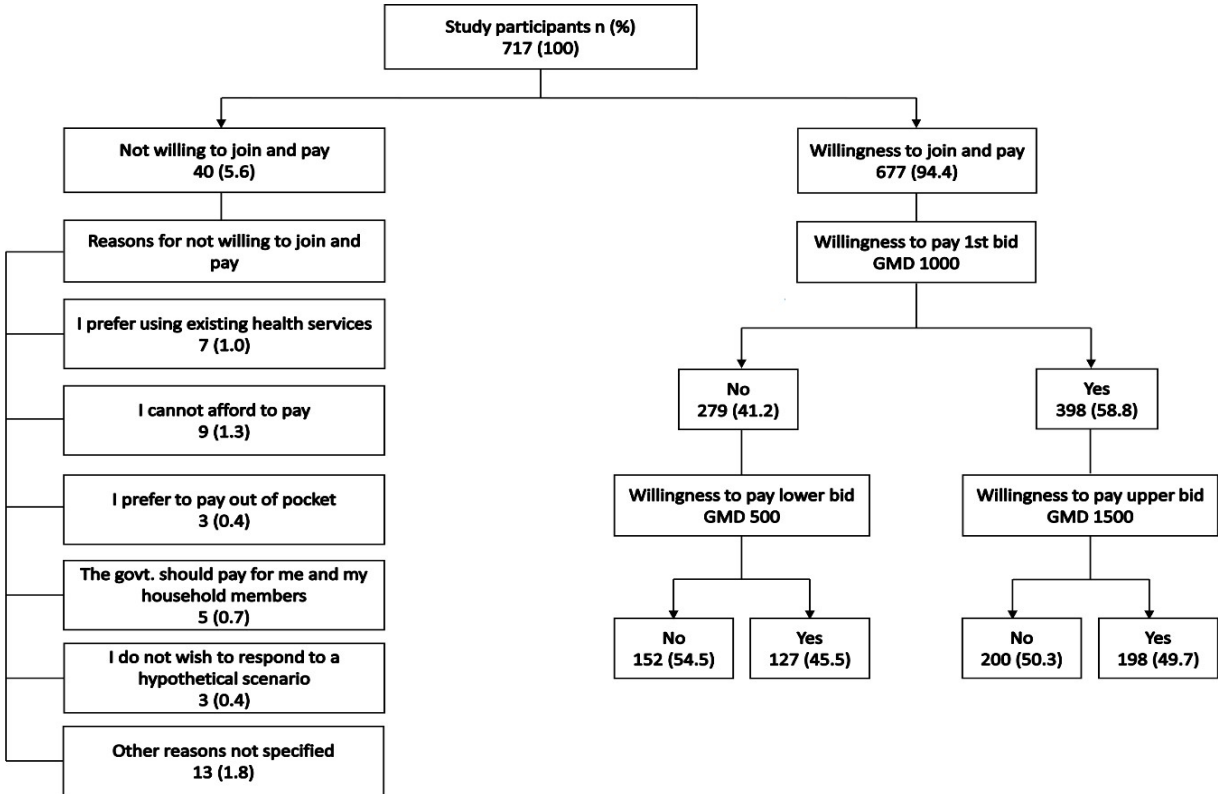 Study participants n (%)
717 (100)
Not willing to join and pay
40 (5.6)
Willingness to join and pay
677 (94.4)
Reasons for not willing to join and
pay
Willingness to pay 1st bid
GMD 1000
I prefer using existing health services
7 (1.0)
No
279 (41.2)
Yes
398 (58.8)
I cannot afford to pay
9 (1.3)
I prefer to pay out of pocket
3 (0.4)
Willingness to pay lower bid
GMD 500
Willingness to pay upper bid
GMD 1500
The govt. should pay for me and my
household members
5 (0.7)
No
152 (54.5)
Yes
127 (45.5)
No
200 (50.3)
Yes
198 (49.7)
I do not wish to respond to a
hypothetical scenario
3 (0.4)
Other reasons not specified
13 (1.8)